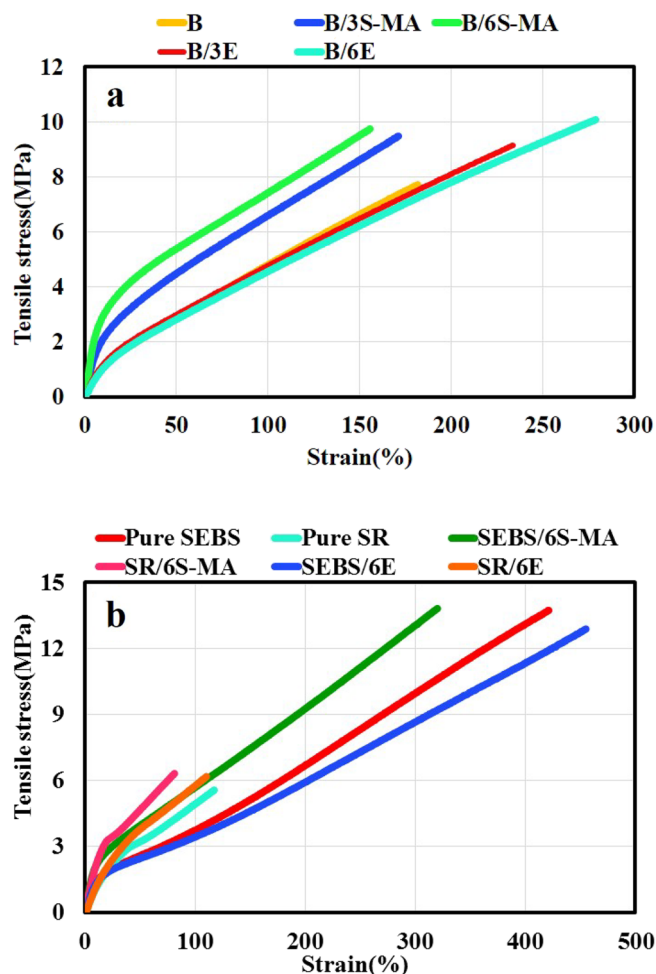 B B/3S-MA B/6S-MA
B/3E B/6E
12
a
10
8
6
4
2
0
0 50 100 150 200 250 300
Tensile stress(MPa)
Strain(%)
Pure SEBS Pure SR SEBS/6S-MA
SR/6S-MA SEBS/6E SR/6E
15
b
12
9
6
3
0
0 100 200 300 400 500
Tensile stress(MPa)
Strain(%)